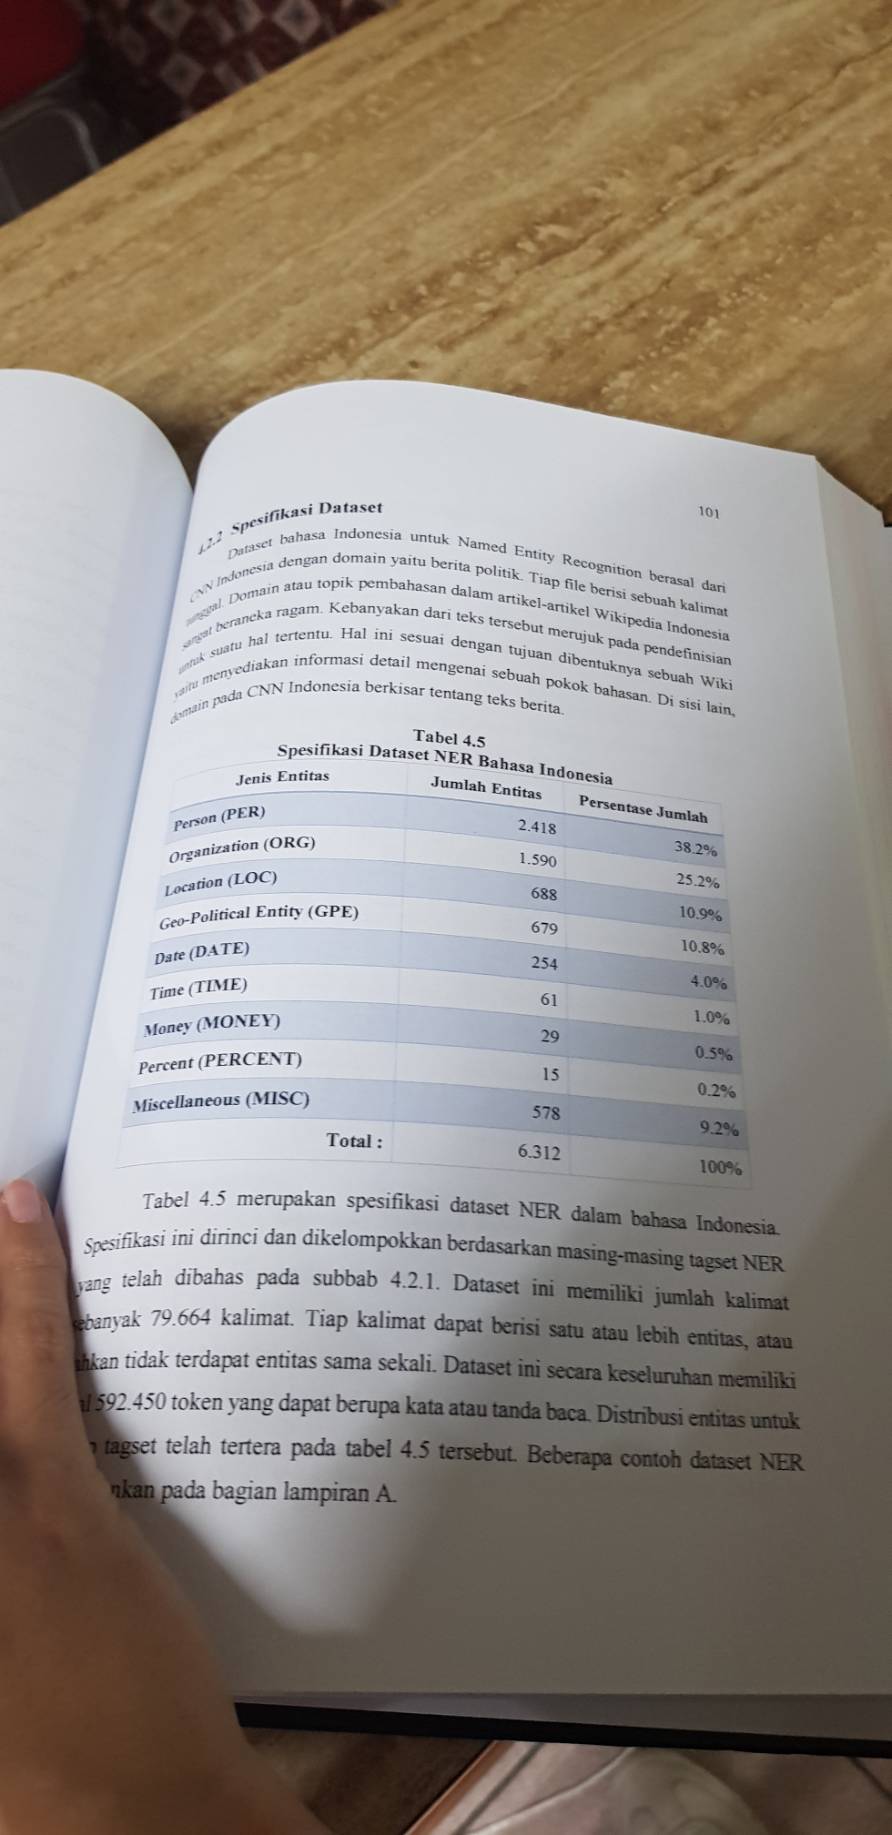 101
4.2.2 Spesifikasi Dataset
Dataset bahasa Indonesia untuk Named Entity Recognition berasal dari
CNN Indonesia dengan domain yaitu berita politik. Tiap file berisi sebuah kalimat
tunggal. Domain atau topik pembahasan dalam artikel-artikel Wikipedia Indonesia
sangat beraneka ragam. Kebanyakan dari teks tersebut merujuk pada pendefinisian
untuk suatu hal tertentu. Hal ini sesuai dengan tujuan dibentuknya sebuah Wiki
yaitu menyediakan informasi detail mengenai sebuah pokok bahasan. Di sisi lain,
domain pada CNN Indonesia berkisar tentang teks berita.
Tabel 4.5
Spesifikasi Dataset NER Bahasa Indonesia
Jenis Entitas Jumlah Entitas Persentase Jumlah
Person (PER) 2.418 38.2%
Organization (ORG) 1.590 25.2%
Location (LOC) 688 10.9%
Geo-Political Entity (GPE) 679 10.8%
Date (DATE) 254 4.0%
Time (TIME) 61 1.0%
Money (MONEY) 29 0.5%
Percent (PERCENT) 15 0.2%
Miscellaneous (MISC) 578 9.2%
Total : 6.312 100%
Tabel 4.5 merupakan spesifikasi dataset NER dalam bahasa Indonesia.
Spesifikasi ini dirinci dan dikelompokkan berdasarkan masing-masing tagset NER
yang telah dibahas pada subbab 4.2.1. Dataset ini memiliki jumlah kalimat
sebanyak 79.664 kalimat. Tiap kalimat dapat berisi satu atau lebih entitas, atau
tidak terdapat entitas sama sekali. Dataset ini secara keseluruhan memiliki
592.450 token yang dapat berupa kata atau tanda baca. Distribusi entitas untuk
tagset telah tertera pada tabel 4.5 tersebut. Beberapa contoh dataset NER
pada bagian lampiran A.